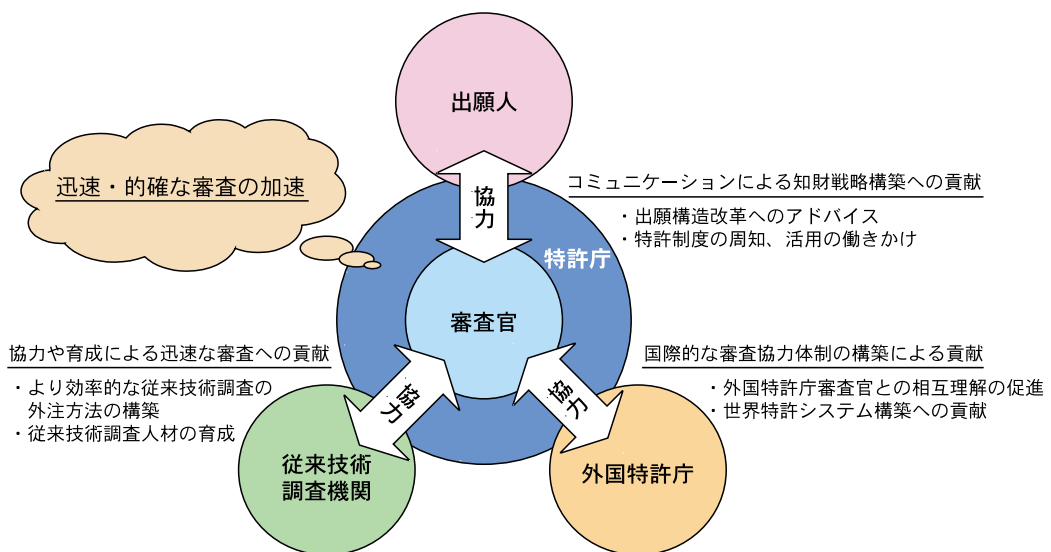 出願人
迅速・的確な審査の加速
協力
コミュニケーションによる知財戦略構築への貢献
・出願構造改革へのアドバイス
・特許制度の周知、活用の働きかけ
特許庁
審査官
協力や育成による迅速な審査への貢献
・より効率的な従来技術調査の
外注方法の構築
・従来技術調査人材の育成
協力
従来技術
調査機関
国際的な審査協力体制の構築による貢献
・外国特許庁審査官との相互理解の促進
・世界特許システム構築への貢献
協力
外国特許庁